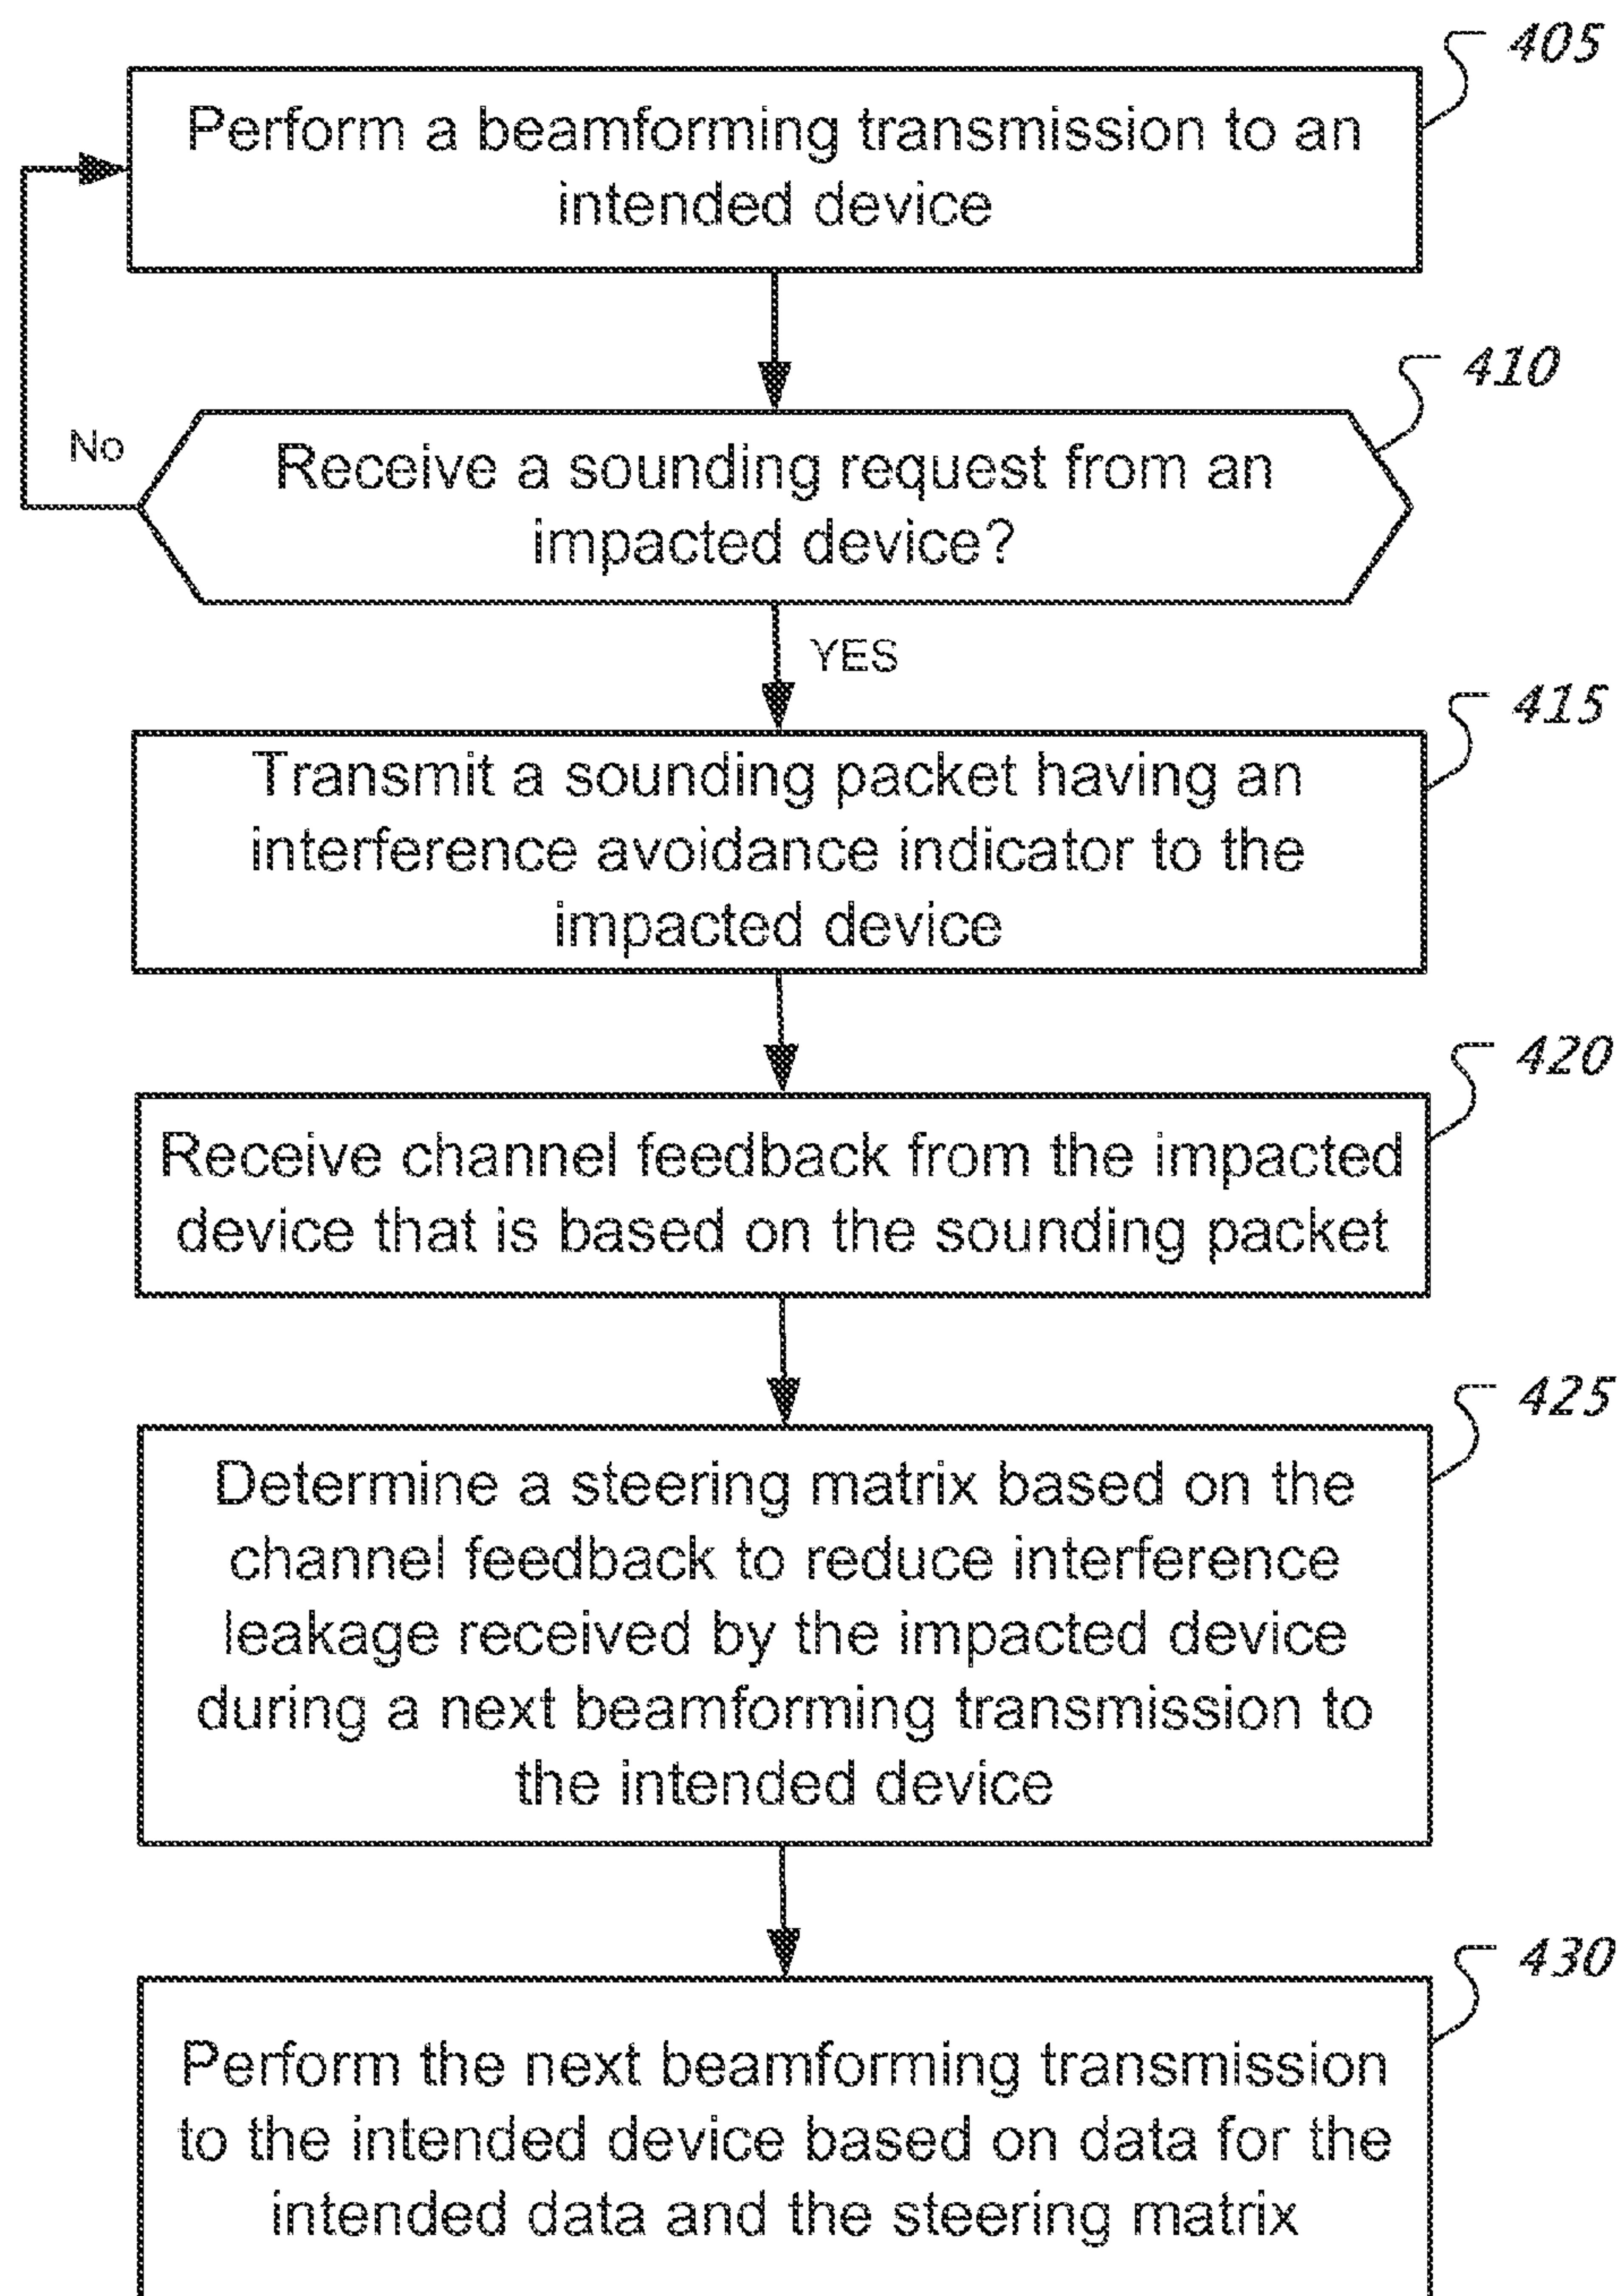 405
Perform a beamforming transmission to an
intended device
410
No
Receive a sounding request from an
impacted device?
YES
415
Transmit a sounding packet having an
interference avoidance indicator to the
impacted device
420
Receive channel feedback from the impacted
device that is based on the sounding packet
425
Determine a steering matrix based on the
channel feedback to reduce interference
leakage received by the impacted device
during a next beamforming transmission to
the intended device
430
Perform the next beamforming transmission
to the intended device based on data for the
intended data and the steering matrix